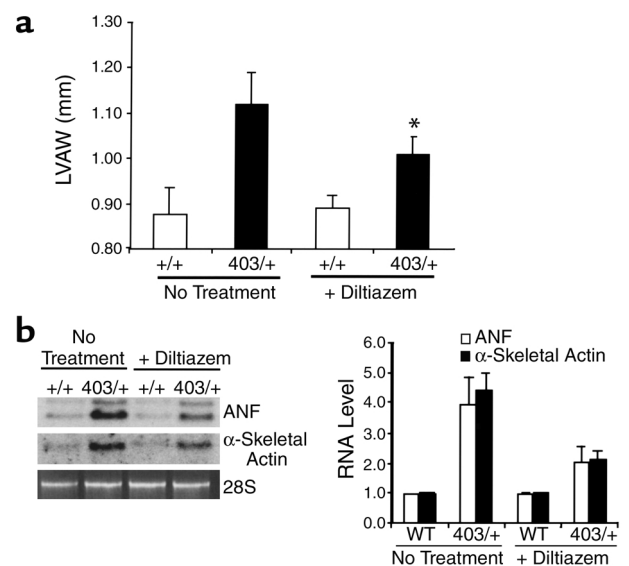 a
LVAW (mm)
1.30
1.20
1.10
1.00
0.90
0.80
*
+/+ 403/+ +/+ 403/+
No Treatment + Diltiazem
b
No
Treatment + Diltiazem
+/+ 403/+ +/+ 403/+
ANF
α-Skeletal
Actin
28S
ANF
α-Skeletal Actin
RNA Level
6.0
5.0
4.0
3.0
2.0
1.0
0.0
WT 403/+ WT 403/+
No Treatment + Diltiazem